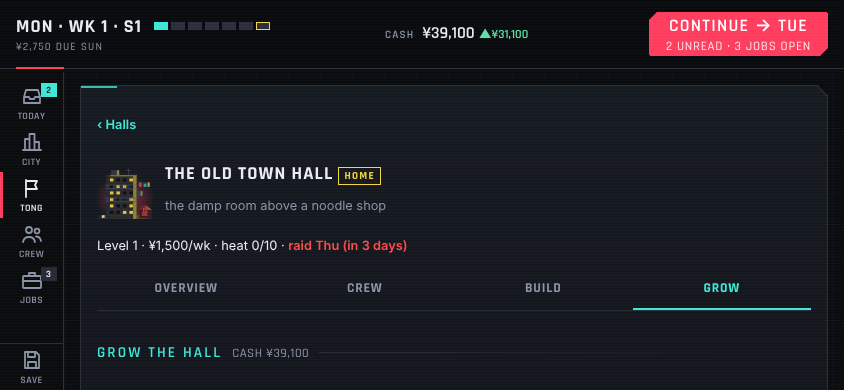 MON · WK 1 · S1
¥2,750 DUE SUN
CASH ¥39,100 ▲¥31,100
CONTINUE → TUE
2 UNREAD · 3 JOBS OPEN
2
TODAY
CITY
TONG
CREW
3
JOBS
SAVE
‹ Halls
THE OLD TOWN HALL HOME
the damp room above a noodle shop
Level 1 · ¥1,500/wk · heat 0/10 · raid Thu (in 3 days)
OVERVIEW CREW BUILD GROW
GROW THE HALL CASH ¥39,100